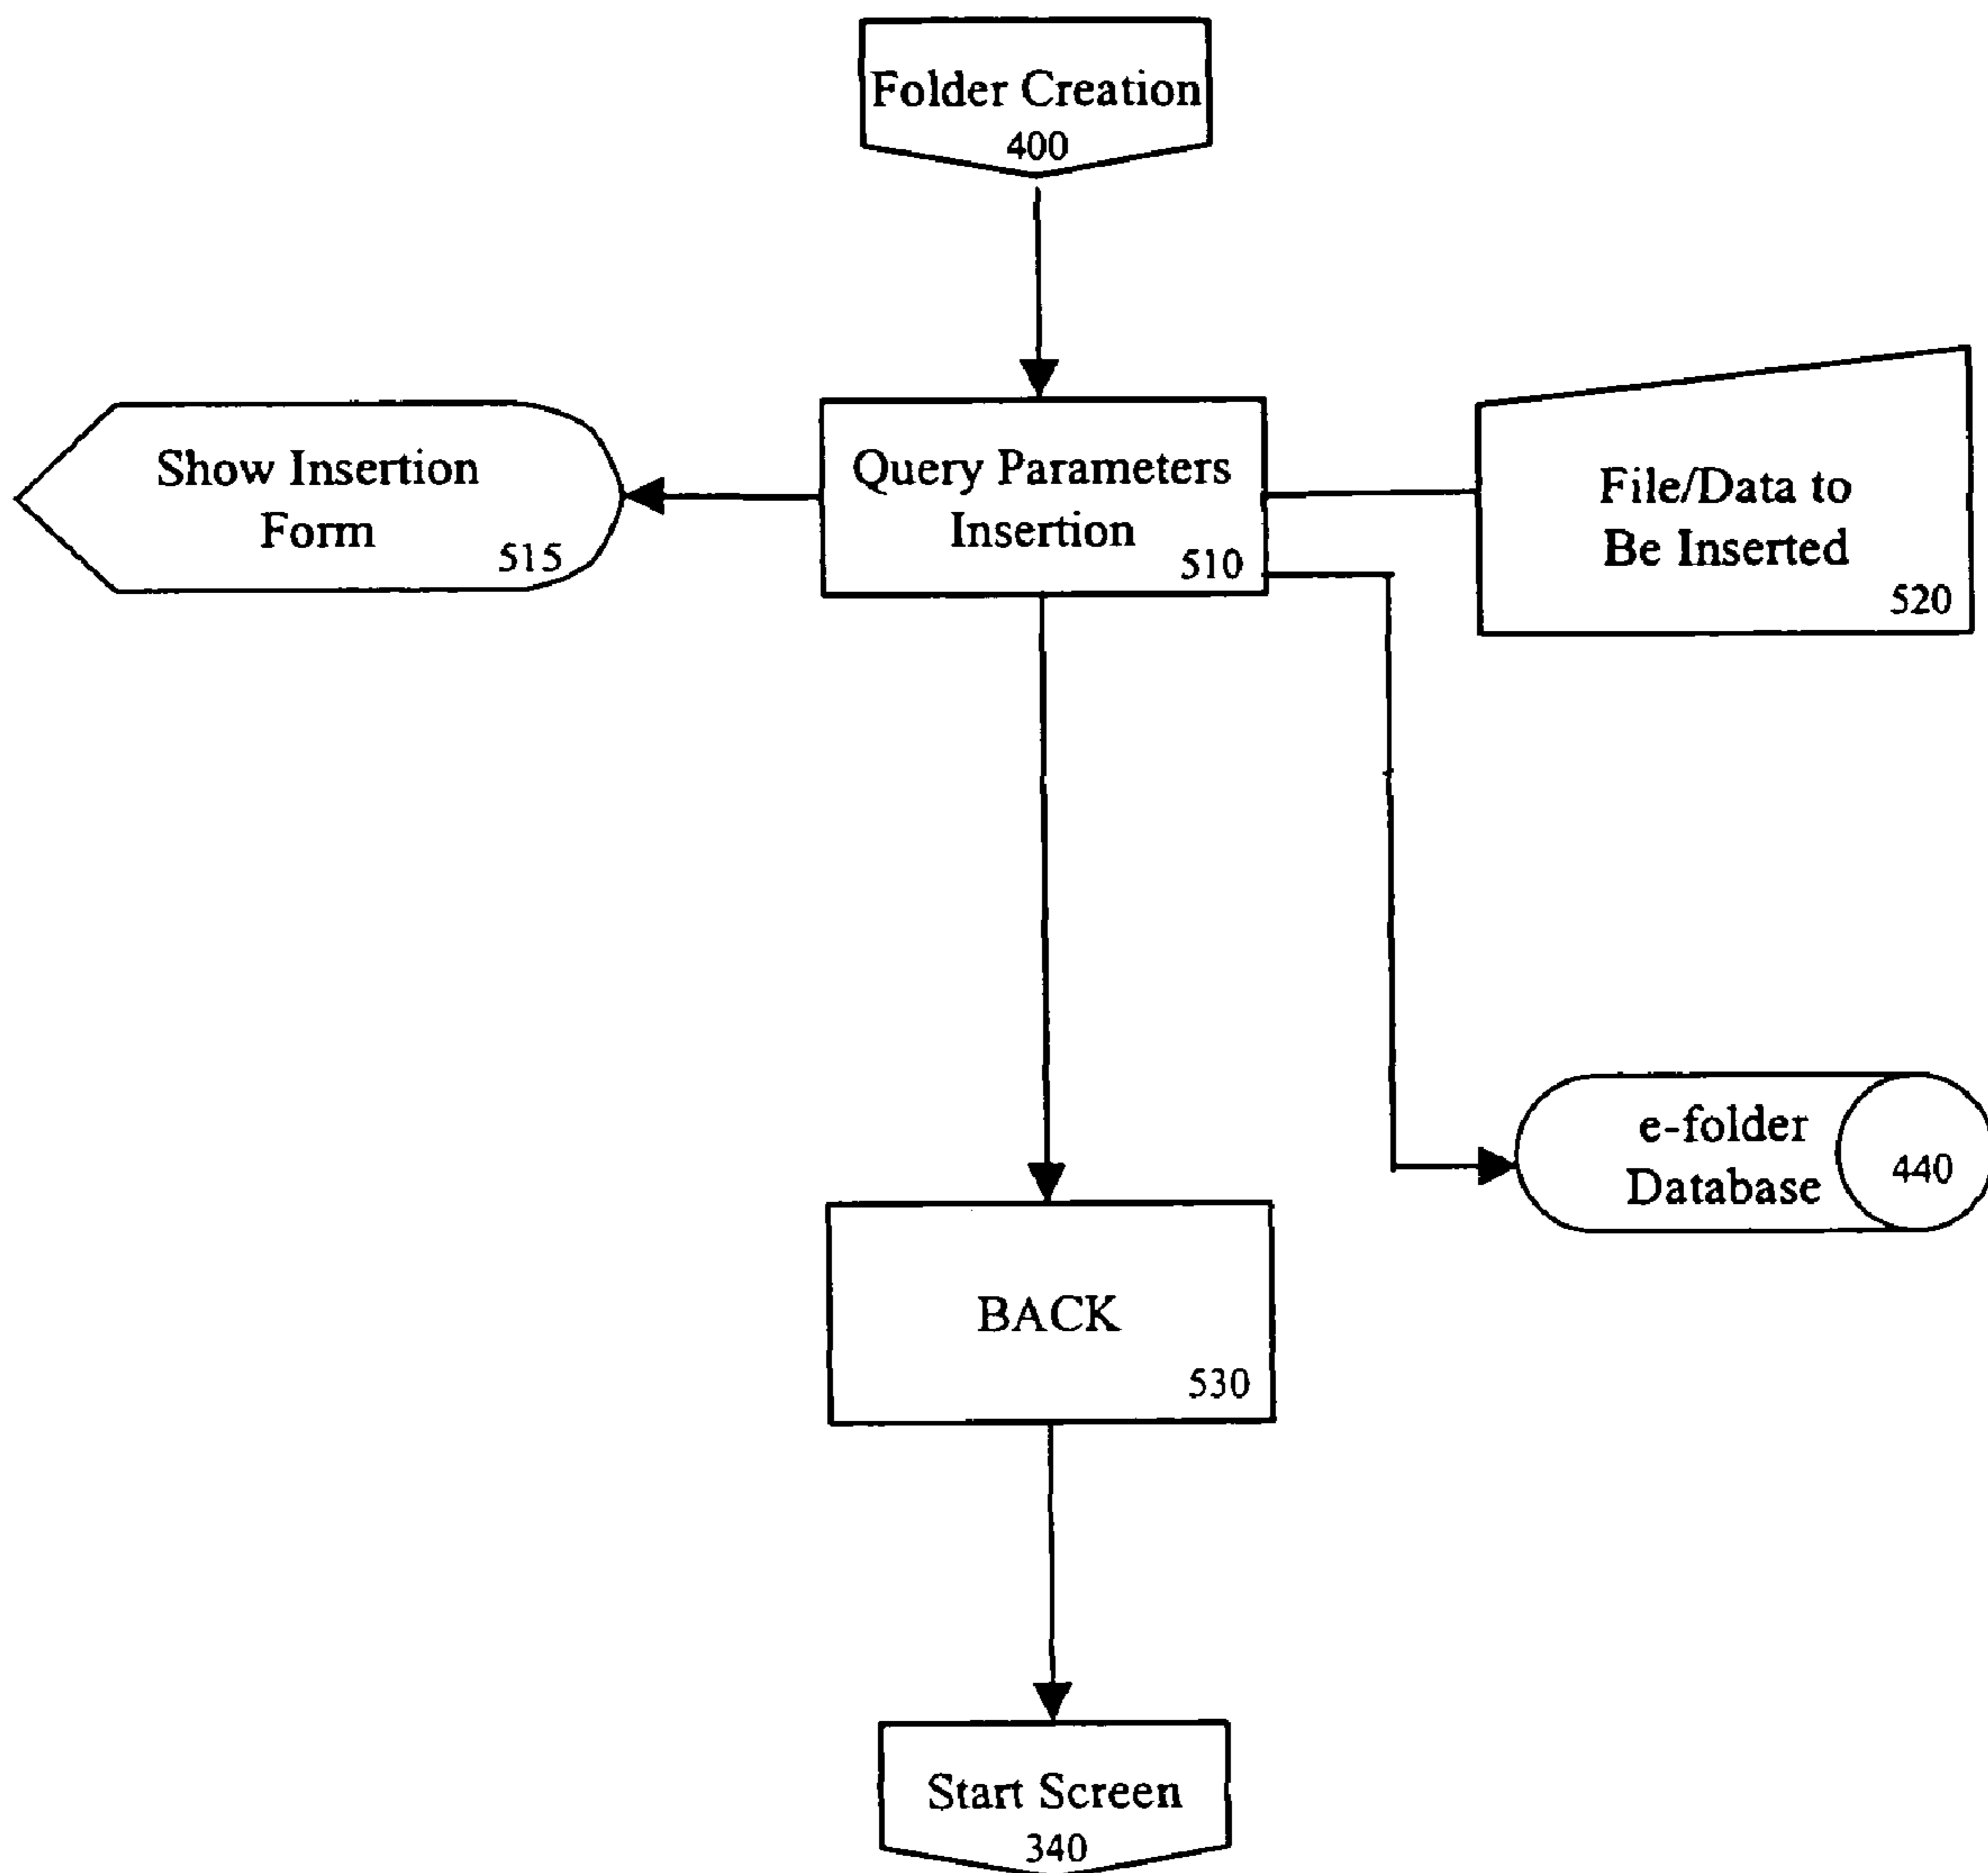 Folder Creation
400
Show Insertion
Form
515
Query Parameters
Insertion
510
File/Data to
Be Inserted
520
e-folder
Database
440
BACK
530
Start Screen
340